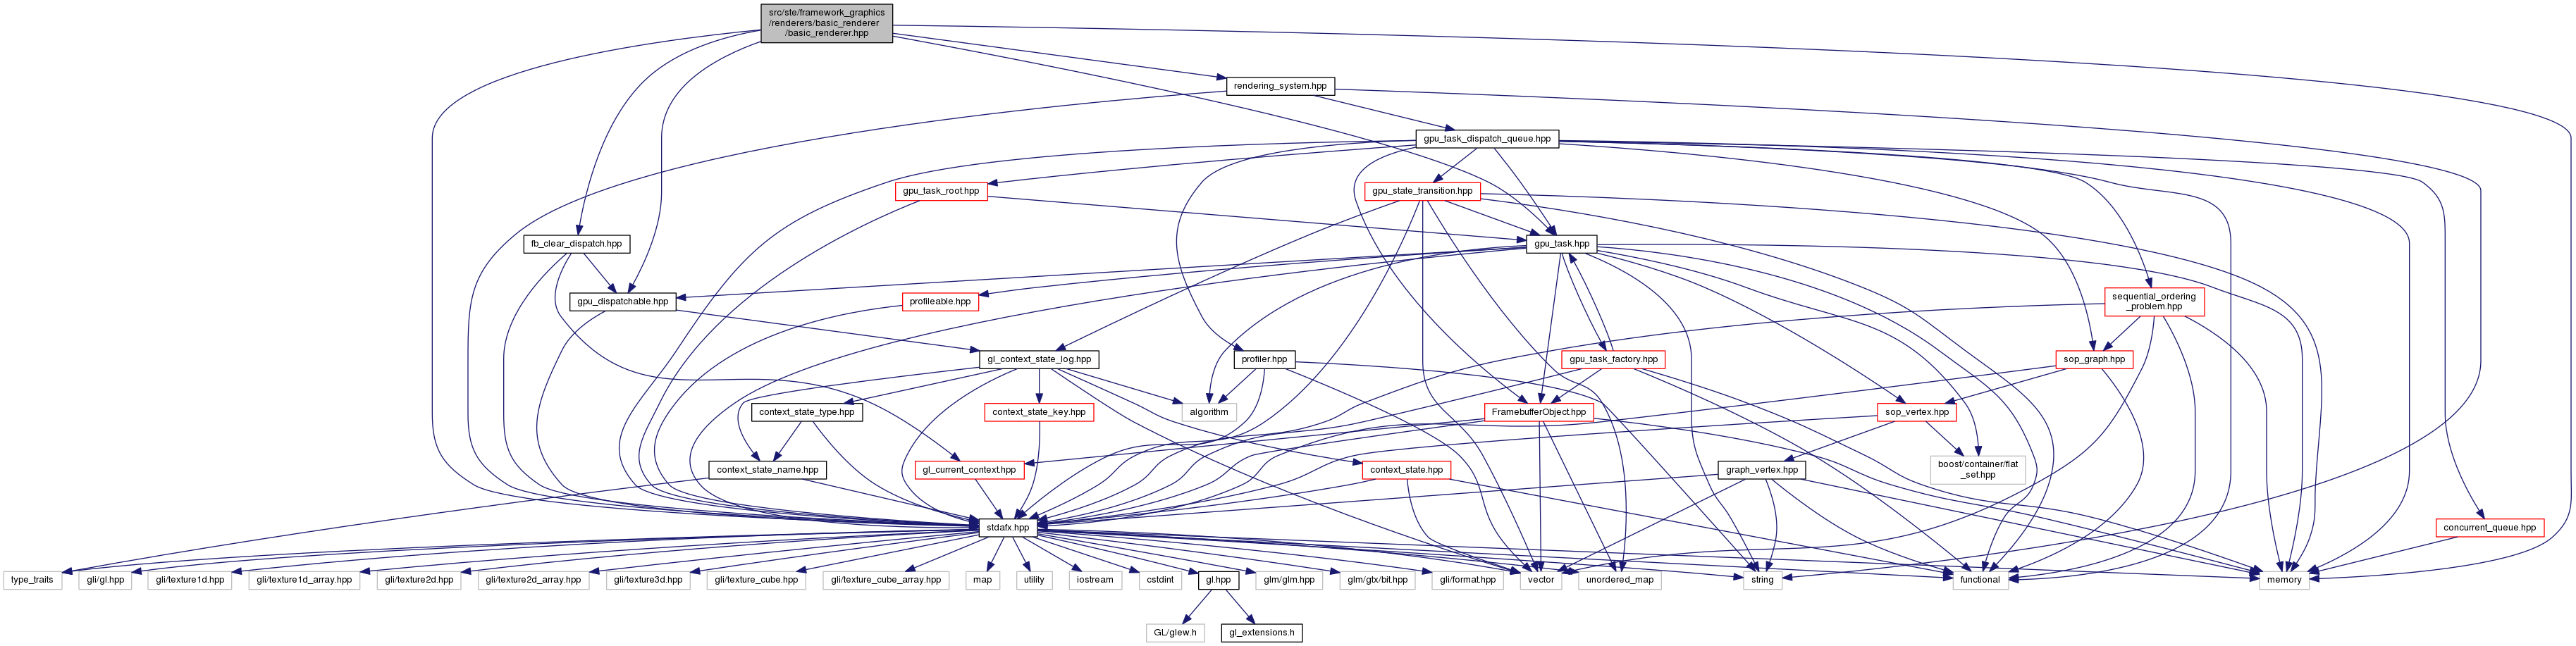 src/ste/framework_graphics
/renderers/basic_renderer
/basic_renderer.hpp
rendering_system.hpp
gpu_task_dispatch_queue.hpp
gpu_task_root.hpp
gpu_state_transition.hpp
fb_clear_dispatch.hpp
gpu_task.hpp
gpu_dispatchable.hpp
profileable.hpp
sequential_ordering
_problem.hpp
gl_context_state_log.hpp
profiler.hpp
gpu_task_factory.hpp
sop_graph.hpp
context_state_type.hpp
context_state_key.hpp
algorithm
FramebufferObject.hpp
sop_vertex.hpp
context_state_name.hpp
gl_current_context.hpp
context_state.hpp
graph_vertex.hpp
boost/container/flat
_set.hpp
stdafx.hpp
concurrent_queue.hpp
type_traits
gli/gl.hpp
gli/texture1d.hpp
gli/texture1d_array.hpp
gli/texture2d.hpp
gli/texture2d_array.hpp
gli/texture3d.hpp
gli/texture_cube.hpp
gli/texture_cube_array.hpp
map
utility
iostream
cstdint
gl.hpp
glm/glm.hpp
glm/gtx/bit.hpp
gli/format.hpp
vector
unordered_map
string
functional
memory
GL/glew.h
gl_extensions.h